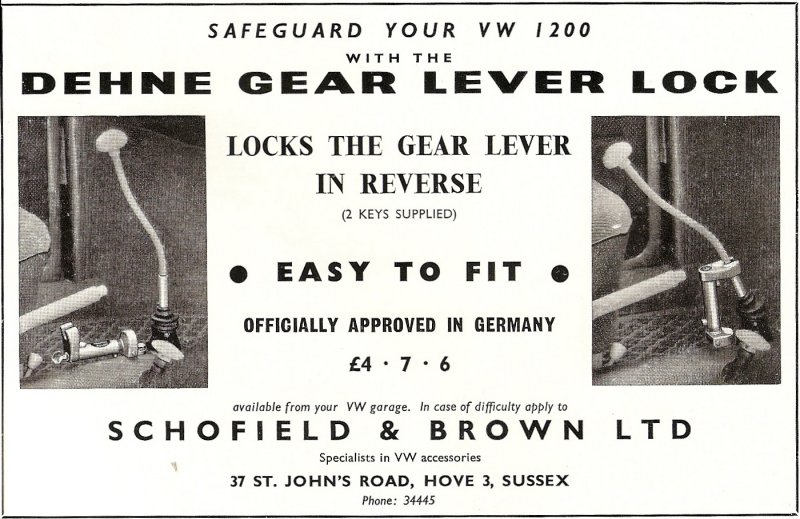 SAFEGUARD YOUR VW 1200
WITH THE
DEHNE GEAR LEVER LOCK
LOCKS THE GEAR LEVER
IN REVERSE
(2 KEYS SUPPLIED)
● EASY TO FIT ●
OFFICIALLY APPROVED IN GERMANY
£4 · 7 · 6
available from your VW garage. In case of difficulty apply to
SCHOFIELD & BROWN LTD
Specialists in VW accessories
37 ST. JOHN'S ROAD, HOVE 3, SUSSEX
Phone: 34445